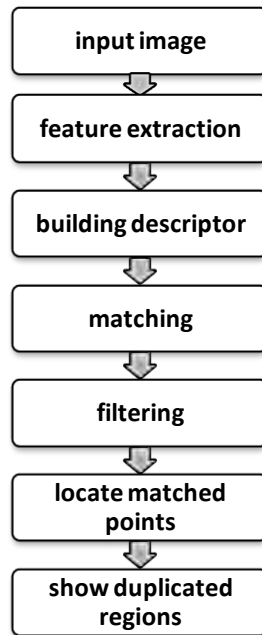 input image
feature extraction
building descriptor
matching
filtering
locate matched
points
show duplicated
regions